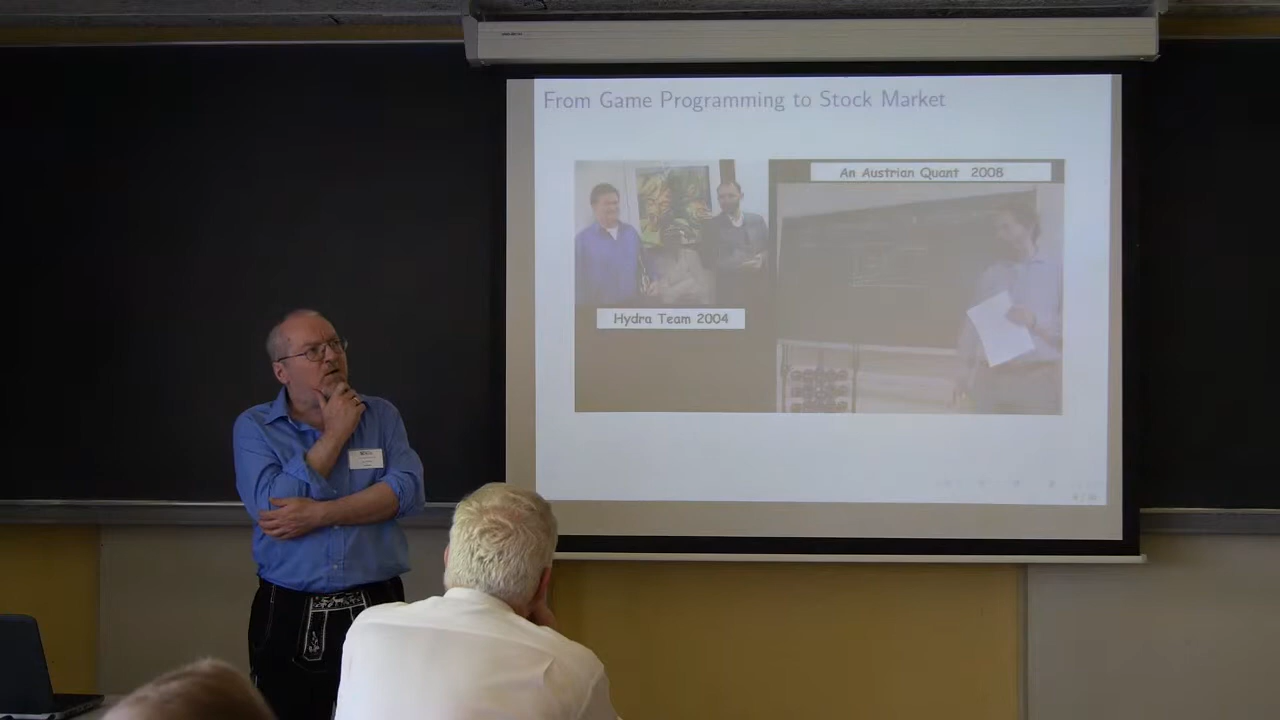 From Game Programming to Stock Market
An Austrian Quant 2008
Hydra Team 2004